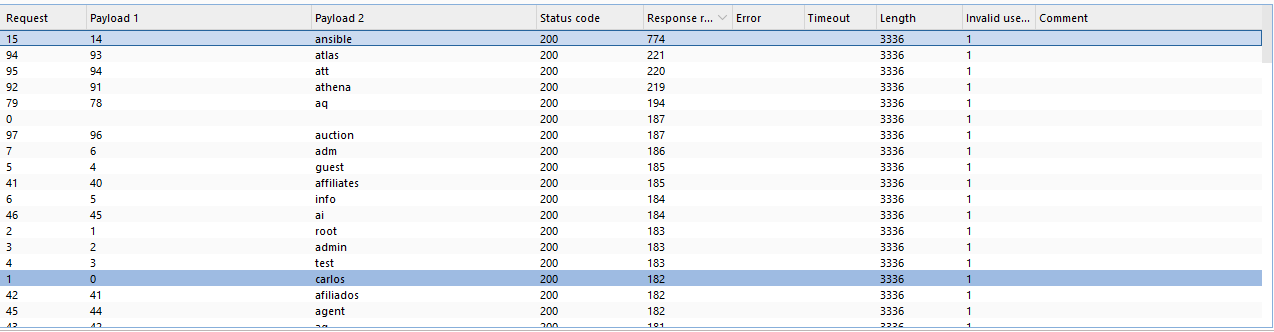 Request Payload 1 Payload 2 Status code Response r... Error Timeout Length Invalid use... Comment
15 14 ansible 200 774 3336 1
94 93 atlas 200 221 3336 1
95 94 att 200 220 3336 1
92 91 athena 200 219 3336 1
79 78 aq 200 194 3336 1
0 200 187 3336 1
97 96 auction 200 187 3336 1
7 6 adm 200 186 3336 1
5 4 guest 200 185 3336 1
41 40 affiliates 200 185 3336 1
6 5 info 200 184 3336 1
46 45 ai 200 184 3336 1
2 1 root 200 183 3336 1
3 2 admin 200 183 3336 1
4 3 test 200 183 3336 1
1 0 carlos 200 182 3336 1
42 41 afiliados 200 182 3336 1
45 44 agent 200 182 3336 1
43 42 200 181 3336 1